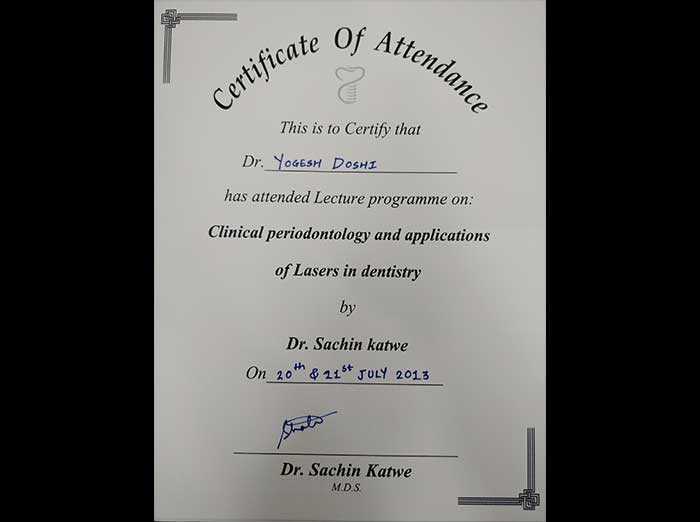 Certificate Of Attendance
This is to Certify that
Dr. YOGESH DOSHI
has attended Lecture programme on:
Clinical periodontology and applications
of Lasers in dentistry
by
Dr. Sachin katwe
On 20th & 21st JULY 2013
Dr. Sachin Katwe
M.D.S.